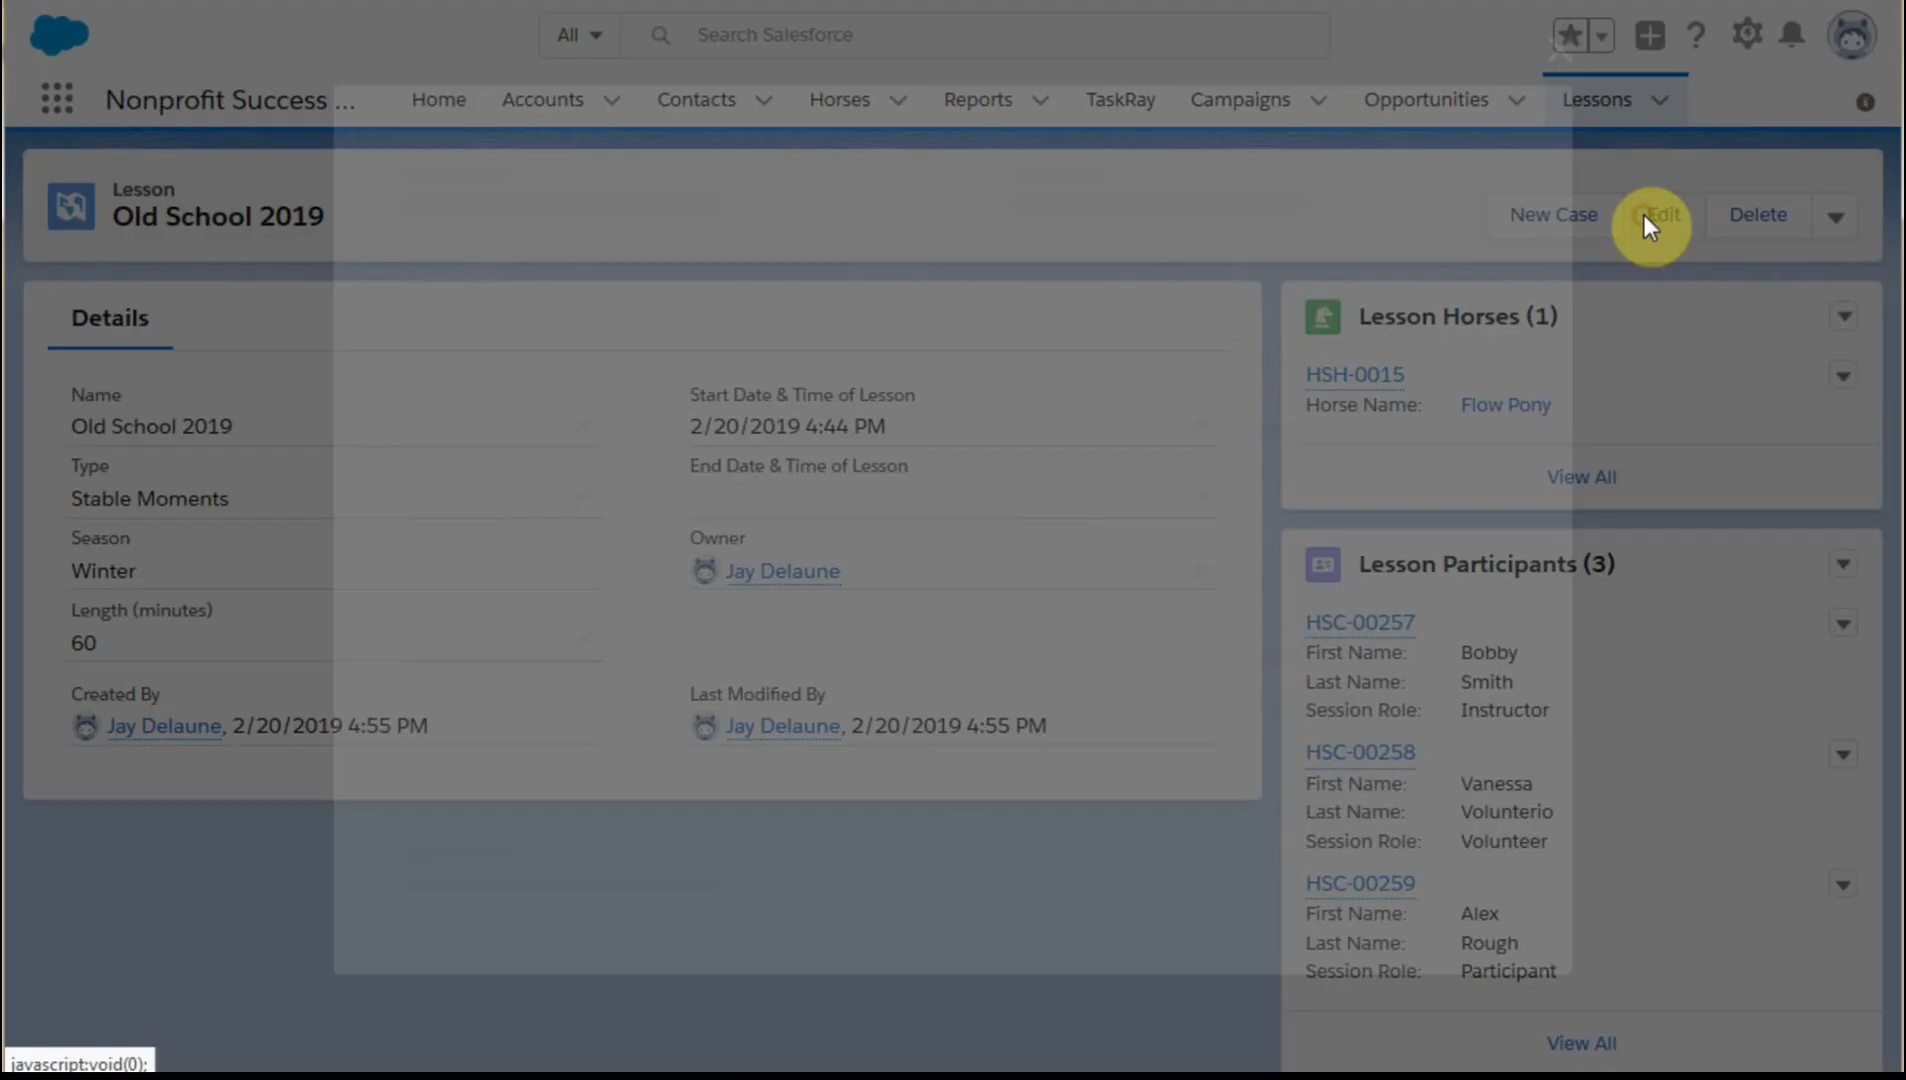 All
Search Salesforce
Nonprofit Success ...
Home
Accounts
Contacts
Horses
Reports
TaskRay
Campaigns
Opportunities
Lessons
Lesson
Old School 2019
New Case
Edit
Delete
Details
Name
Old School 2019
Start Date & Time of Lesson
2/20/2019 4:44 PM
Type
Stable Moments
End Date & Time of Lesson
Season
Winter
Owner
Jay Delaune
Length (minutes)
60
Created By
Jay Delaune, 2/20/2019 4:55 PM
Last Modified By
Jay Delaune, 2/20/2019 4:55 PM
Lesson Horses (1)
HSH-0015
Horse Name: Flow Pony
View All
Lesson Participants (3)
HSC-00257
First Name: Bobby
Last Name: Smith
Session Role: Instructor
HSC-00258
First Name: Vanessa
Last Name: Volunterio
Session Role: Volunteer
HSC-00259
First Name: Alex
Last Name: Rough
Session Role: Participant
View All
javascript:void(0);